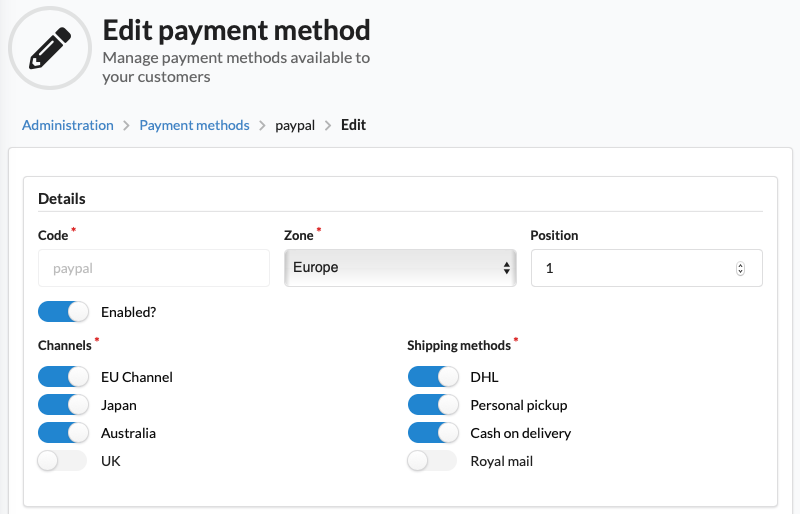 Edit payment method
Manage payment methods available to
your customers
Administration > Payment methods > paypal > Edit
Details
Code * Zone * Position
paypal Europe 1
Enabled?
Channels * Shipping methods *
EU Channel DHL
Japan Personal pickup
Australia Cash on delivery
UK Royal mail